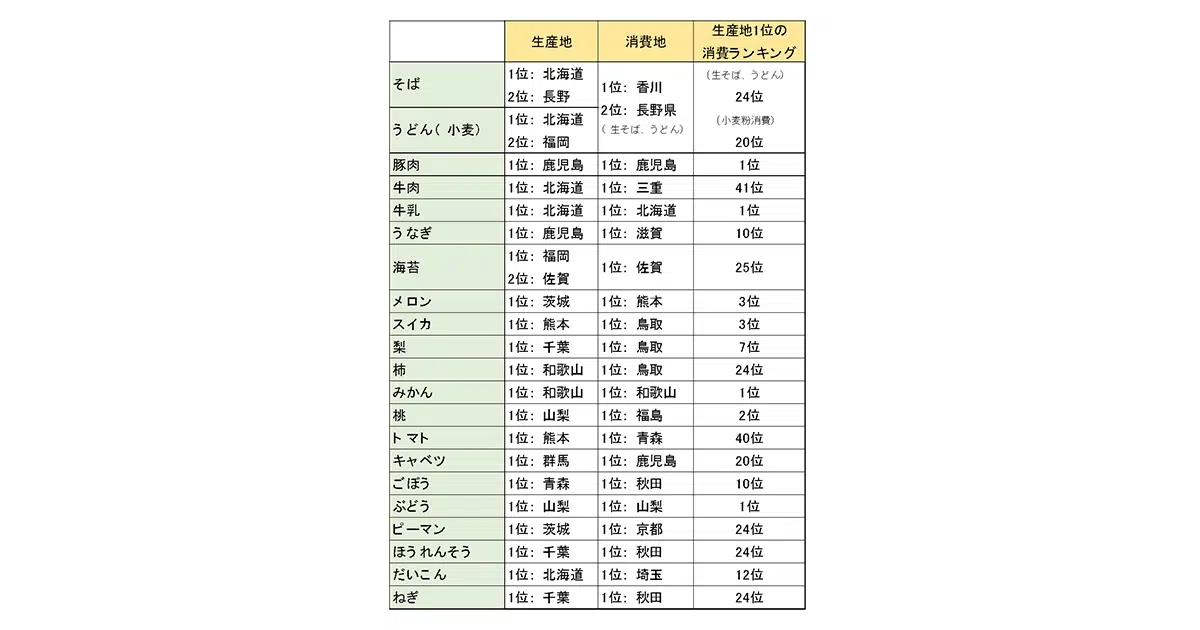 生産地 消費地 生産地1位の
消費ランキング
そば 1位：北海道
2位：長野
うどん（小麦） 1位：北海道
2位：福岡
1位：香川
2位：長野県
（生そば、うどん）
（生そば、うどん）
24位
（小麦粉消費）
20位
豚肉 1位：鹿児島 1位：鹿児島 1位
牛肉 1位：北海道 1位：三重 41位
牛乳 1位：北海道 1位：北海道 1位
うなぎ 1位：鹿児島 1位：滋賀 10位
海苔 1位：福岡
2位：佐賀
1位：佐賀 25位
メロン 1位：茨城 1位：熊本 3位
スイカ 1位：熊本 1位：鳥取 3位
梨 1位：千葉 1位：鳥取 7位
柿 1位：和歌山 1位：鳥取 24位
みかん 1位：和歌山 1位：和歌山 1位
桃 1位：山梨 1位：福島 2位
トマト 1位：熊本 1位：青森 40位
キャベツ 1位：群馬 1位：鹿児島 20位
ごぼう 1位：青森 1位：秋田 10位
ぶどう 1位：山梨 1位：山梨 1位
ピーマン 1位：茨城 1位：京都 24位
ほうれんそう 1位：千葉 1位：秋田 24位
だいこん 1位：北海道 1位：埼玉 12位
ねぎ 1位：千葉 1位：秋田 24位